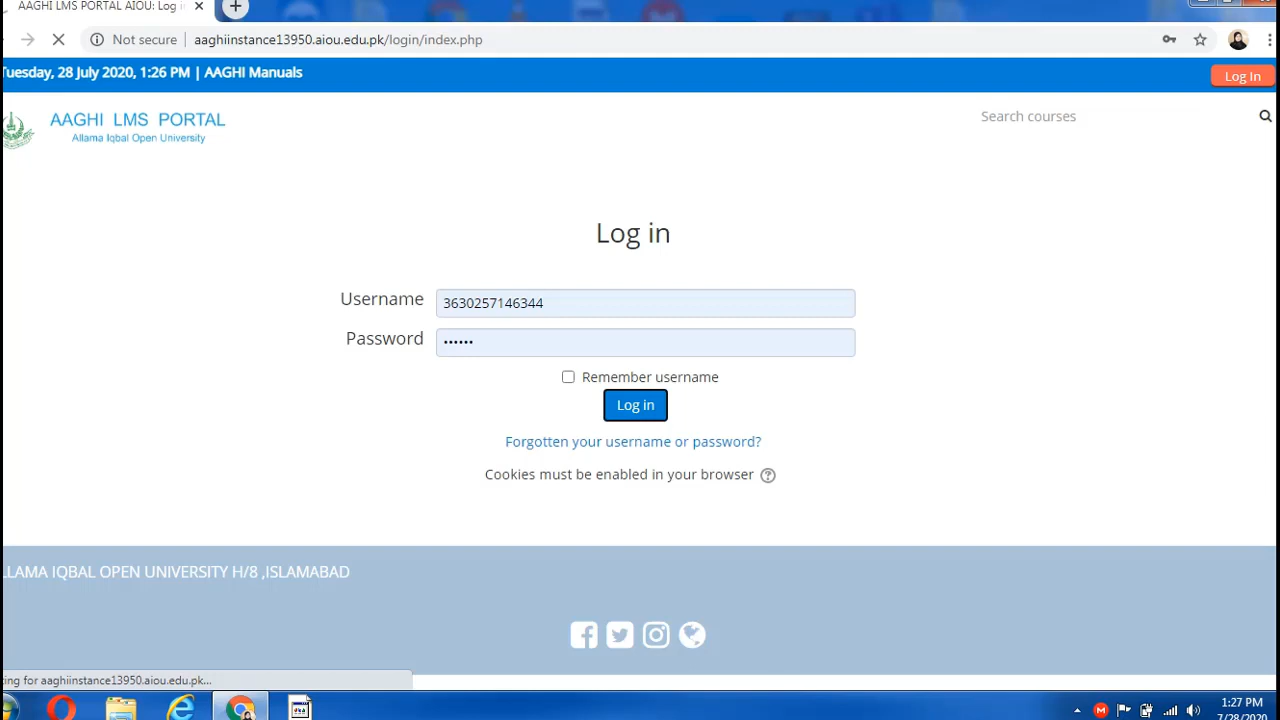 AAGHI LMS PORTAL AIOU: Log i
Not secure aaghiinstance13950.aiou.edu.pk/login/index.php
uesday, 28 July 2020, 1:26 PM | AAGHI Manuals
Log In
AAGHI LMS PORTAL
Allama Iqbal Open University
Search courses
Log in
Username 3630257146344
Password ••••••
Remember username
Log in
Forgotten your username or password?
Cookies must be enabled in your browser
LLAMA IQBAL OPEN UNIVERSITY H/8 ,ISLAMABAD
ing for aaghiinstance13950.aiou.edu.pk...
1:27 PM
7/28/2020